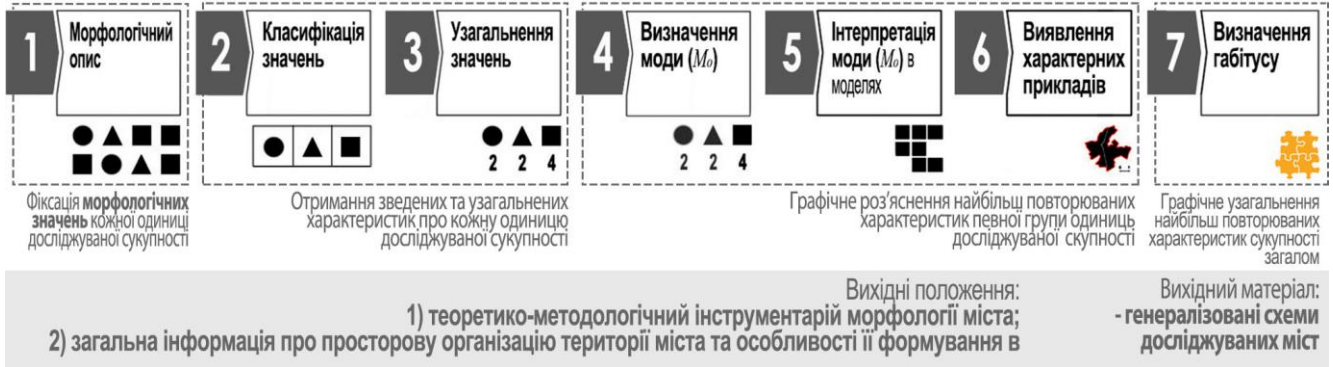 1
Морфологічний
опис
2
Класифікація
значень
3
Узагальнення
значень
4
Визначення
моди (Mo)
5
Інтерпретація
моди (Mo) в
моделях
6
Виявлення
характерних
прикладів
7
Визначення
габітусу
2 2 4
2 2 4
Фіксація морфологічних
значень кожної одиниці
досліджуваної сукупності
Отримання зведених та узагальнених
характеристик про кожну одиницю
досліджуваної сукупності
Графічне роз'яснення найбільш повторюваних
характеристик певної групи одиниць
досліджуваної скупності
Графічне узагальнення
найбільш повторюваних
характеристик сукупності
загалом
Вихідні положення:
1) теоретико-методологічний інструментарій морфології міста;
2) загальна інформація про просторову організацію території міста та особливості її формування в
Вихідний матеріал:
- генералізовані схеми
досліджуваних міст